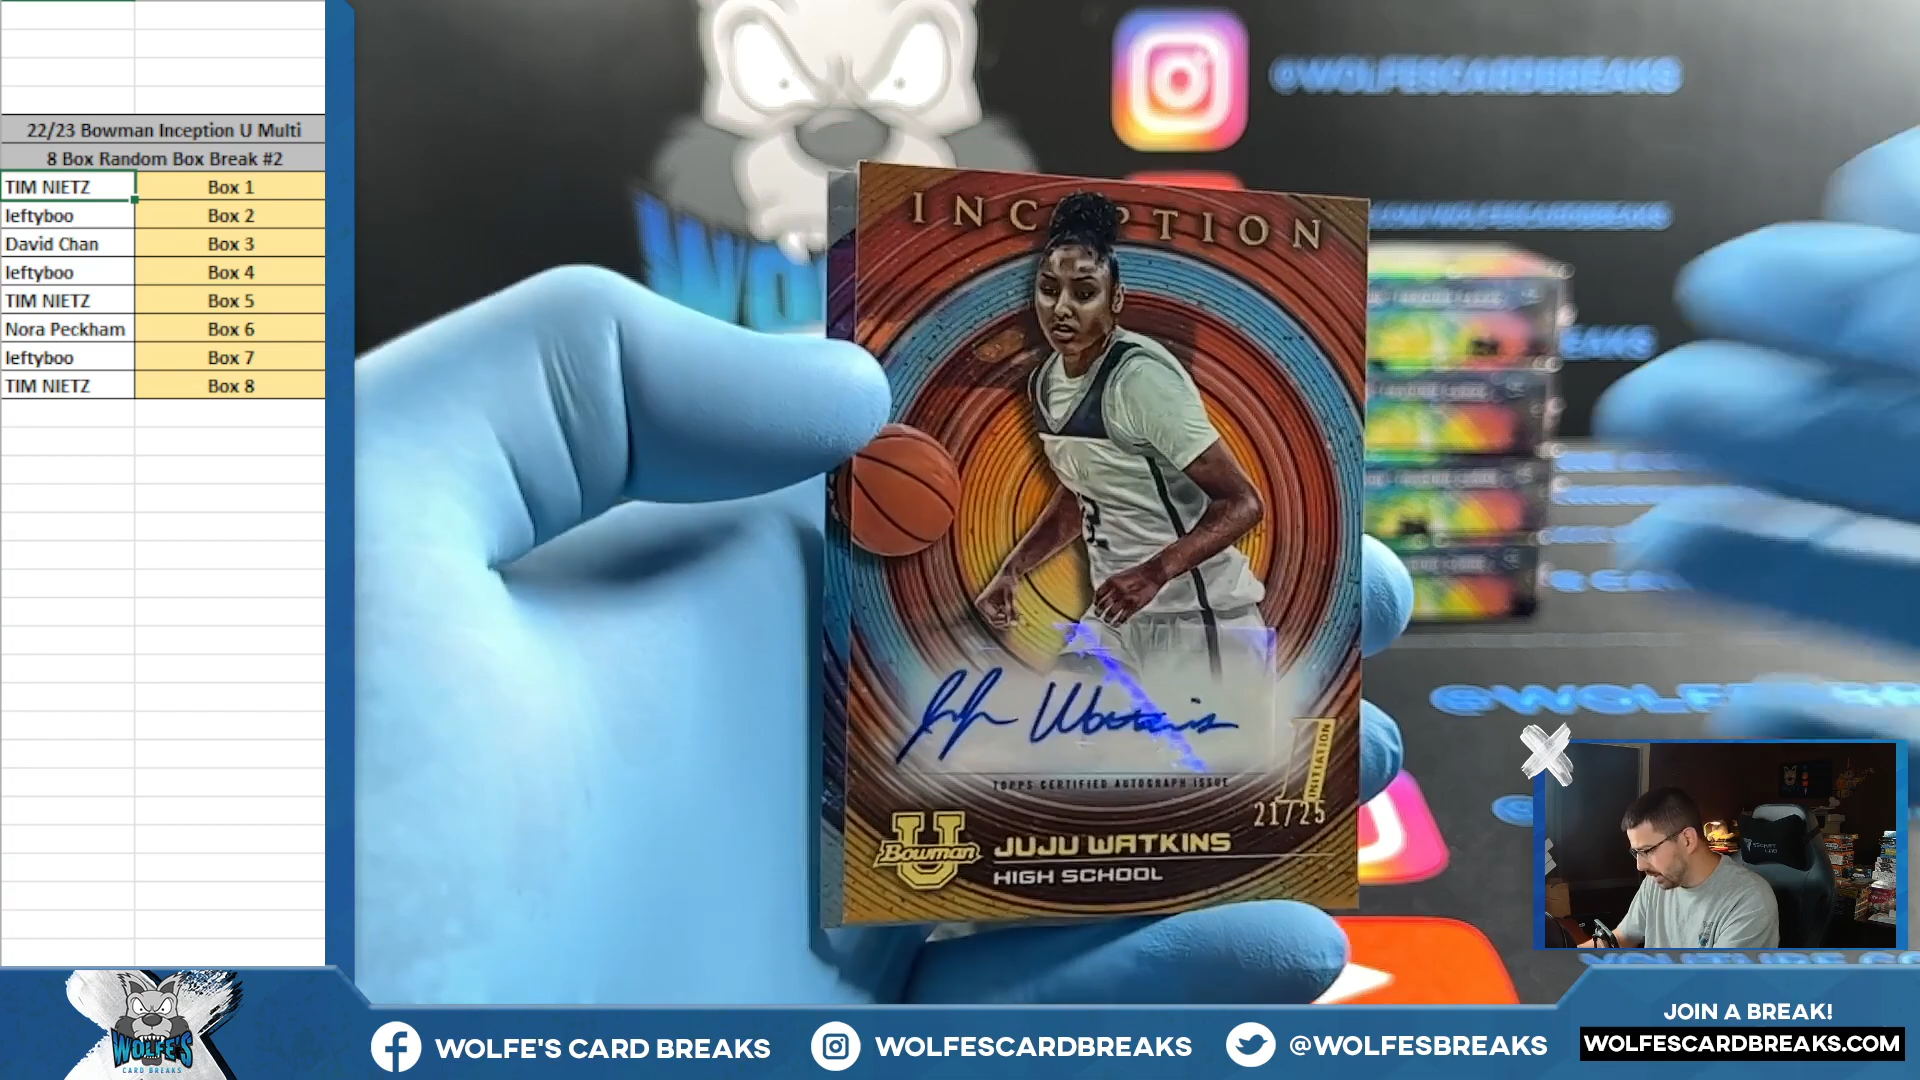 22/23 Bowman Inception U Multi
8 Box Random Box Break #2
TIM NIETZ Box 1
leftyboo Box 2
David Chan Box 3
leftyboo Box 4
TIM NIETZ Box 5
Nora Peckham Box 6
leftyboo Box 7
TIM NIETZ Box 8
@WOLFESCARDBREAKS
INCEPTION
JuJu Watkins
TOPPS CERTIFIED AUTOGRAPH ISSUE
INITIATION
21/25
U
Bowman
JUJU WATKINS
HIGH SCHOOL
WOLFE'S
CARD BREAKS
WOLFE'S CARD BREAKS
WOLFESCARDBREAKS
@WOLFESBREAKS
JOIN A BREAK!
WOLFESCARDBREAKS.COM